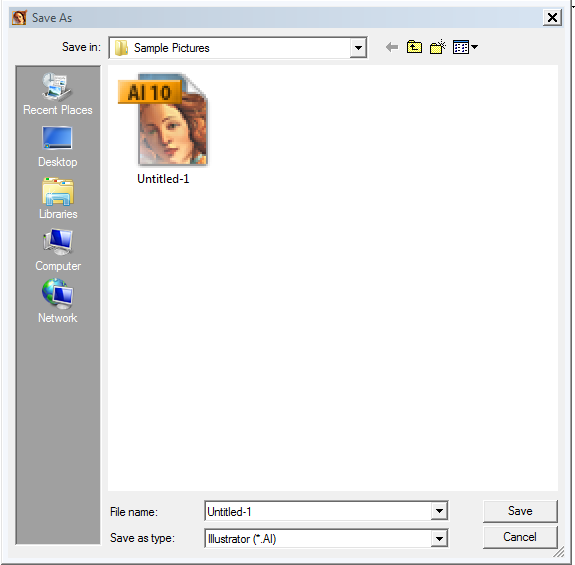 Save As
Save in:
Sample Pictures
Recent Places
Desktop
Libraries
Computer
Network
AI 10
Untitled-1
File name:
Untitled-1
Save
Save as type:
Illustrator (*.AI)
Cancel